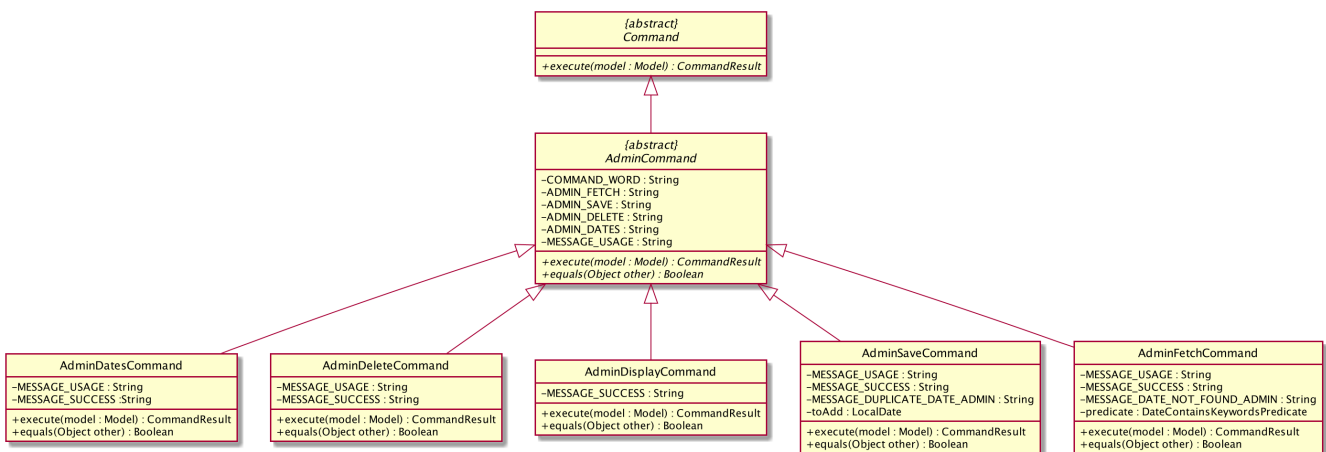 {abstract}
Command
+execute(model : Model) : CommandResult
{abstract}
AdminCommand
-COMMAND_WORD : String
-ADMIN_FETCH : String
-ADMIN_SAVE : String
-ADMIN_DELETE : String
-ADMIN_DATES : String
-MESSAGE_USAGE : String
+execute(model : Model) : CommandResult
+equals(Object other) : Boolean
AdminDatesCommand
-MESSAGE_USAGE : String
-MESSAGE_SUCCESS :String
+execute(model : Model) : CommandResult
+equals(Object other) : Boolean
AdminDeleteCommand
-MESSAGE_USAGE : String
-MESSAGE_SUCCESS : String
+execute(model : Model) : CommandResult
+equals(Object other) : Boolean
AdminDisplayCommand
-MESSAGE_SUCCESS : String
+execute(model : Model) : CommandResult
+equals(Object other) : Boolean
AdminSaveCommand
-MESSAGE_USAGE : String
-MESSAGE_SUCCESS : String
-MESSAGE_DUPLICATE_DATE_ADMIN : String
-toAdd : LocalDate
+execute(model : Model) : CommandResult
+equals(Object other) : Boolean
AdminFetchCommand
-MESSAGE_USAGE : String
-MESSAGE_SUCCESS : String
-MESSAGE_DATE_NOT_FOUND_ADMIN : String
-predicate : DateContainsKeywordsPredicate
+execute(model : Model) : CommandResult
+equals(Object other) : Boolean